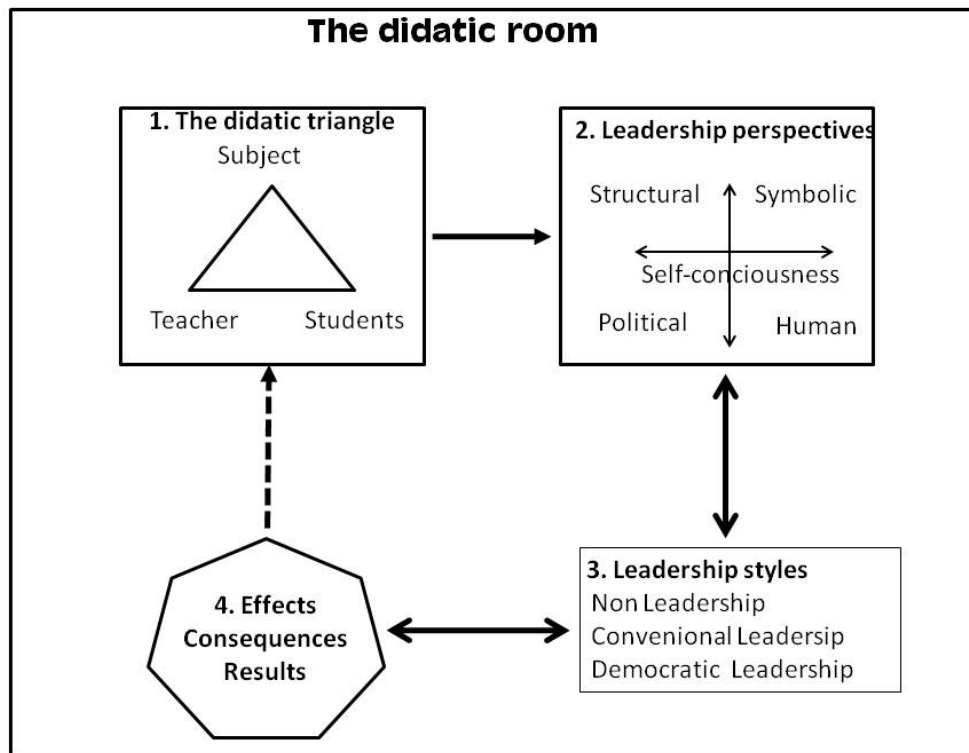 The didatic room
1. The didatic triangle
Subject
Teacher Students
2. Leadership perspectives
Structural Symbolic
Self-conciousness
Political Human
3. Leadership styles
Non Leadership
Convenional Leadersip
Democratic Leadership
4. Effects
Consequences
Results